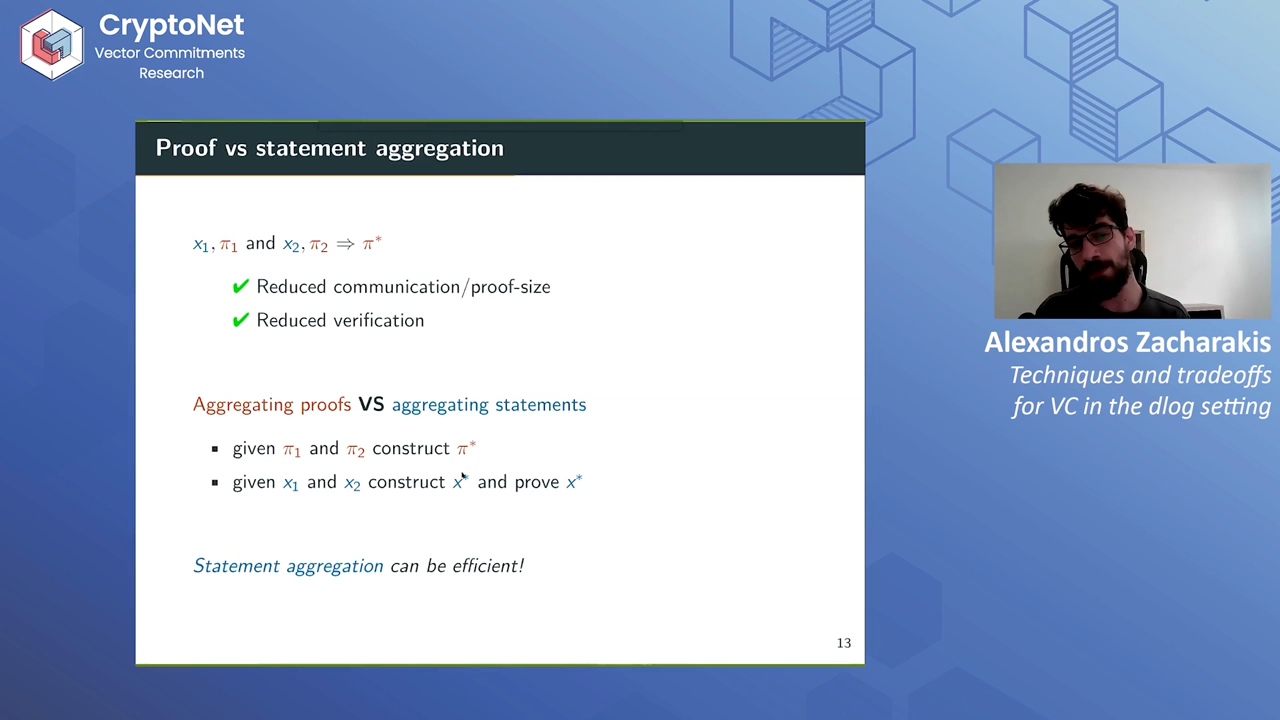 CryptoNet
Vector Commitments
Research
Proof vs statement aggregation
x₁, π₁ and x₂, π₂ ⇒ π*
✔ Reduced communication/proof-size
✔ Reduced verification
Aggregating proofs VS aggregating statements
▪ given π₁ and π₂ construct π*
▪ given x₁ and x₂ construct x* and prove x*
Statement aggregation can be efficient!
13
Alexandros Zacharakis
Techniques and tradeoffs
for VC in the dlog setting